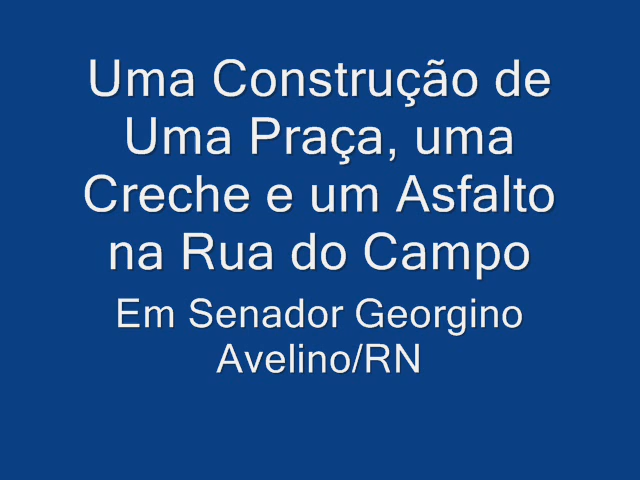 Uma Construção de
Uma Praça, uma
Creche e um Asfalto
na Rua do Campo
Em Senador Georgino
Avelino/RN